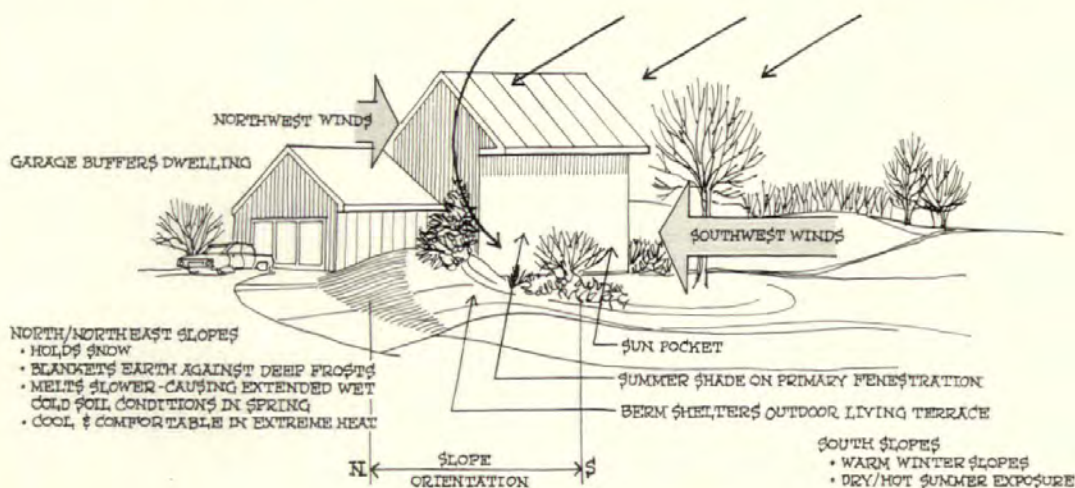 NORTHWEST WINDS
GARAGE BUFFERS DWELLING
SOUTHWEST WINDS
NORTH/NORTHEAST SLOPES
• HOLDS SNOW
• BLANKETS EARTH AGAINST DEEP FROSTS
• MELTS SLOWER-CAUSING EXTENDED WET
COLD SOIL CONDITIONS IN SPRING
• COOL & COMFORTABLE IN EXTREME HEAT
SUN POCKET
SUMMER SHADE ON PRIMARY FENESTRATION
BERM SHELTERS OUTDOOR LIVING TERRACE
N
SLOPE
ORIENTATION
S
SOUTH SLOPES
• WARM WINTER SLOPES
• DRY/HOT SUMMER EXPOSURE